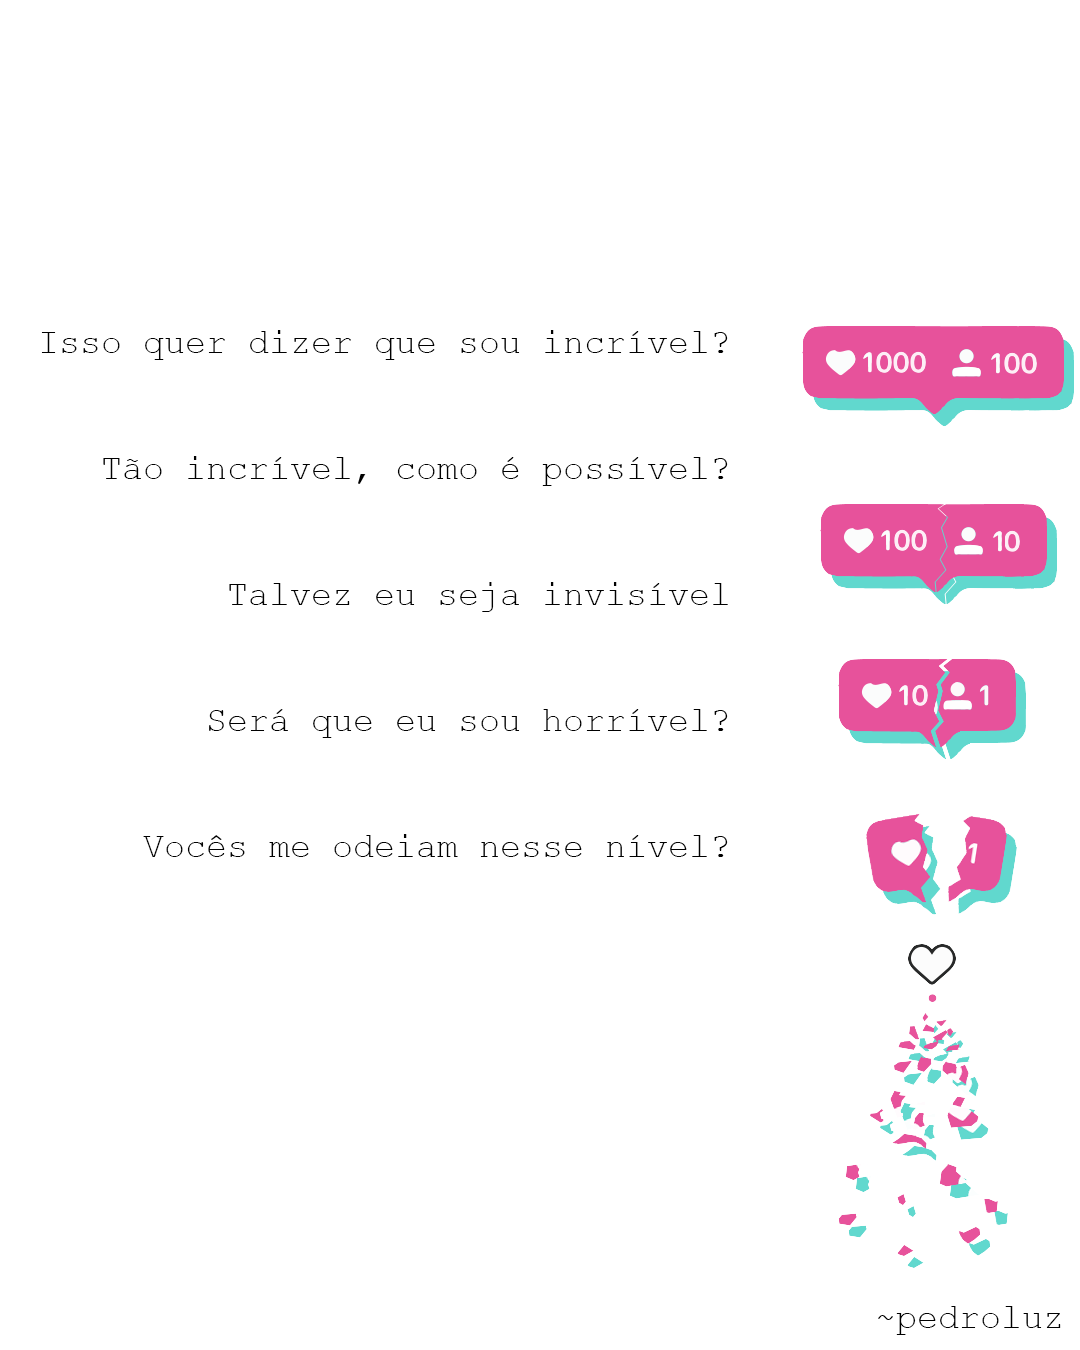 Isso quer dizer que sou incrível?
1000 100
Tão incrível, como é possível?
100 10
Talvez eu seja invisível
10 1
Será que eu sou horrível?
Vocês me odeiam nesse nível?
1
~pedroluz